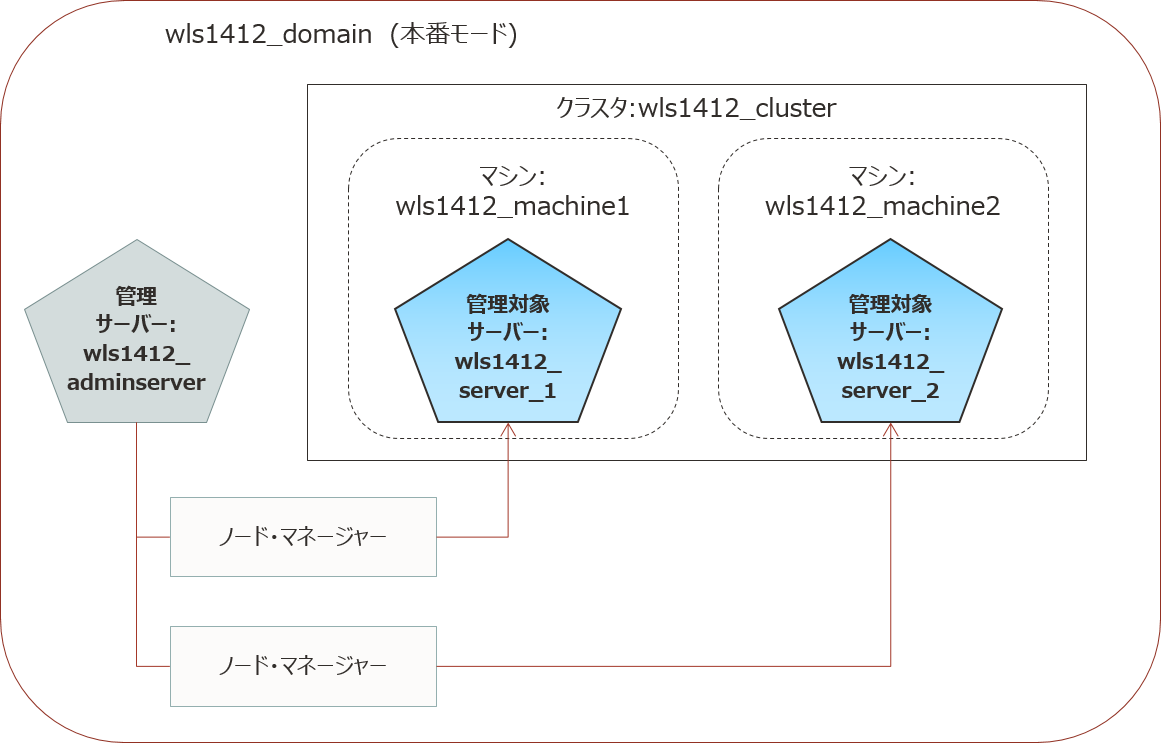 wls1412_domain (本番モード)
クラスタ:wls1412_cluster
マシン:
wls1412_machine1
マシン:
wls1412_machine2
管理
サーバー:
wls1412_
adminserver
管理対象
サーバー:
wls1412_
server_1
管理対象
サーバー:
wls1412_
server_2
ノード・マネージャー
ノード・マネージャー